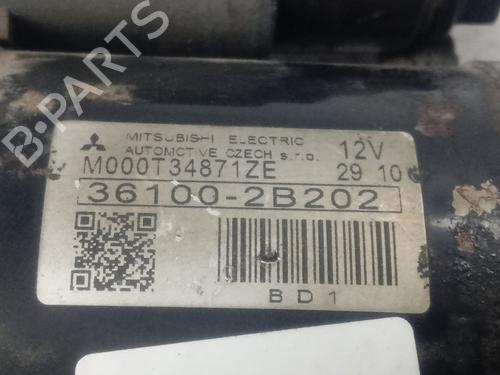 MITSUBISHI ELECTRIC
AUTOMOTIVE CZECH s.r.o. 12V
M000T34871ZE 29 10
36100-2B202
BD1
B-PARTS